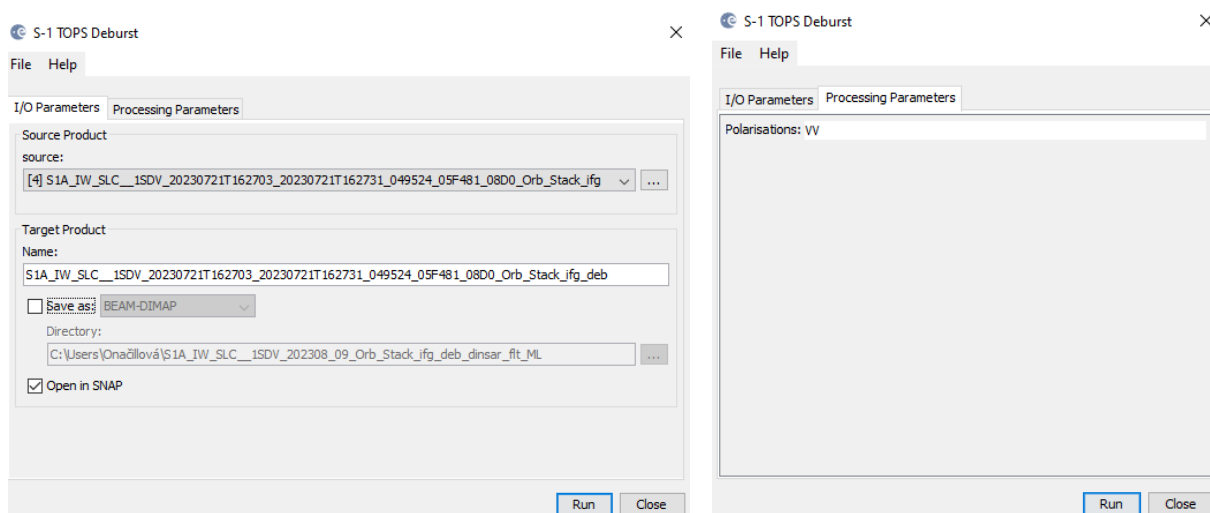 S-1 TOPS Deburst
File Help
I/O Parameters Processing Parameters
Source Product
source:
[4] S1A_IW_SLC__1SDV_20230721T162703_20230721T162731_049524_05F481_08D0_Orb_Stack_ifg ...
Target Product
Name:
S1A_IW_SLC__1SDV_20230721T162703_20230721T162731_049524_05F481_08D0_Orb_Stack_ifg_deb
Save as: BEAM-DIMAP
Directory:
C:\Users\Onačillová\S1A_IW_SLC__1SDV_202308_09_Orb_Stack_ifg_deb_dinsar_flt_ML ...
Open in SNAP
Run Close
S-1 TOPS Deburst
File Help
I/O Parameters Processing Parameters
Polarisations: VV
Run Close